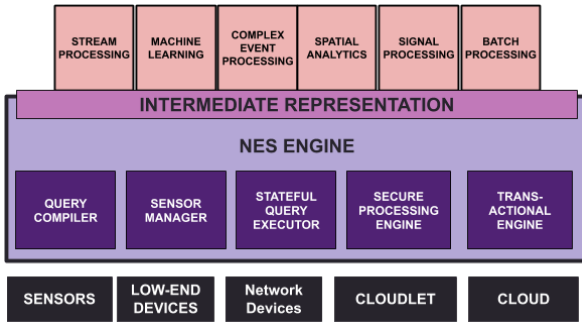 STREAM
PROCESSING
MACHINE
LEARNING
COMPLEX
EVENT
PROCESSING
SPATIAL
ANALYTICS
SIGNAL
PROCESSING
BATCH
PROCESSING
INTERMEDIATE REPRESENTATION
NES ENGINE
QUERY
COMPILER
SENSOR
MANAGER
STATEFUL
QUERY
EXECUTOR
SECURE
PROCESSING
ENGINE
TRANS-
ACTIONAL
ENGINE
SENSORS
LOW-END
DEVICES
Network
Devices
CLOUDLET
CLOUD